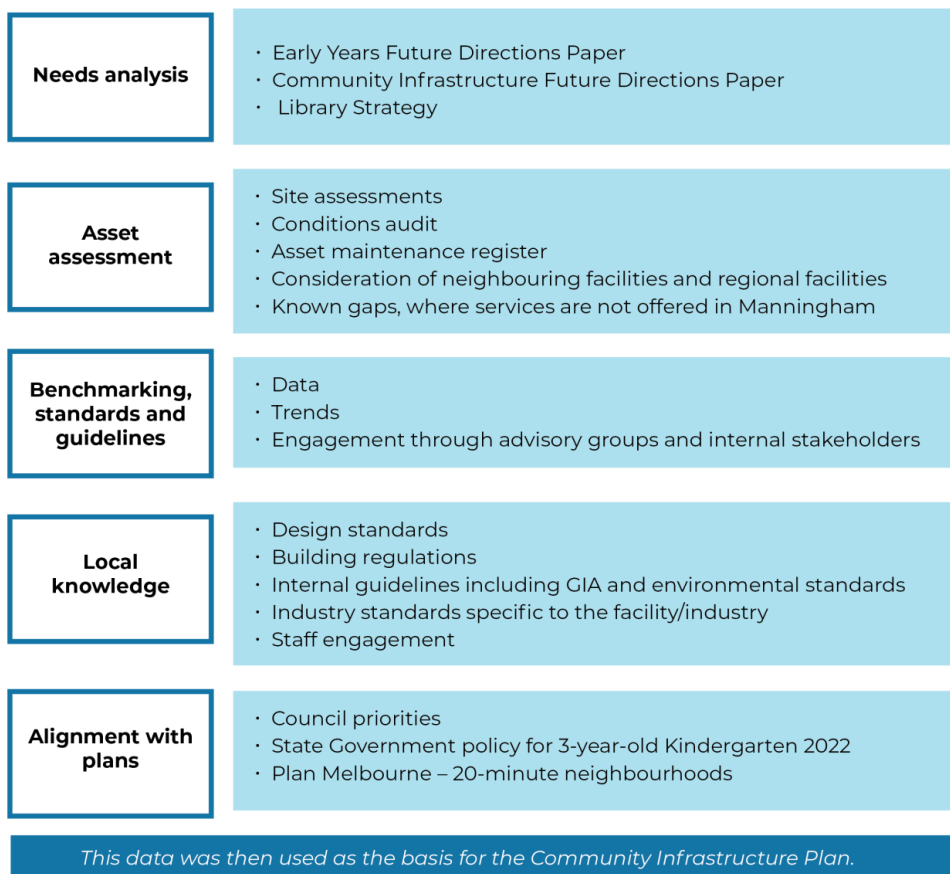 Needs analysis
· Early Years Future Directions Paper
· Community Infrastructure Future Directions Paper
· Library Strategy
Asset
assessment
· Site assessments
· Conditions audit
· Asset maintenance register
· Consideration of neighbouring facilities and regional facilities
· Known gaps, where services are not offered in Manningham
Benchmarking,
standards and
guidelines
· Data
· Trends
· Engagement through advisory groups and internal stakeholders
Local
knowledge
· Design standards
· Building regulations
· Internal guidelines including GIA and environmental standards
· Industry standards specific to the facility/industry
· Staff engagement
Alignment with
plans
· Council priorities
· State Government policy for 3-year-old Kindergarten 2022
· Plan Melbourne – 20-minute neighbourhoods
This data was then used as the basis for the Community Infrastructure Plan.